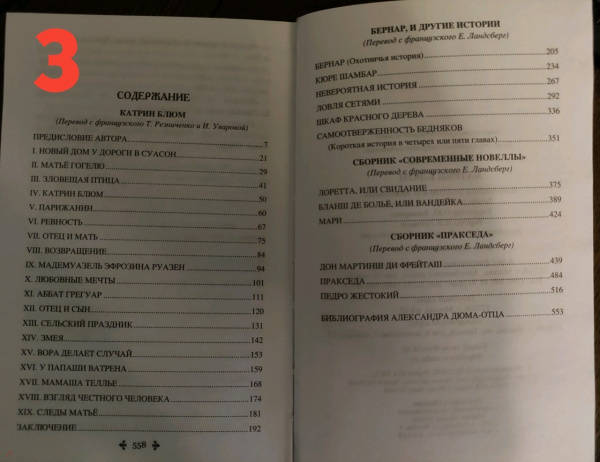 3
СОДЕРЖАНИЕ
КАТРИН БЛЮМ
(Перевод с французского Т. Резниченко и И. Уваровой)
ПРЕДИСЛОВИЕ АВТОРА 7
I. НОВЫЙ ДОМ У ДОРОГИ В СУАСОН 21
II. МАТЬЁ ГОГЕЛЮ 29
III. ЗЛОВЕЩАЯ ПТИЦА 41
IV. КАТРИН БЛЮМ 50
V. ПАРИЖАНИН 60
VI. РЕВНОСТЬ 67
VII. ОТЕЦ И МАТЬ 75
VIII. ВОЗВРАЩЕНИЕ 84
IX. МАДЕМУАЗЕЛЬ ЭФРОЗИНА РУАЗЕН 94
X. ЛЮБОВНЫЕ МЕЧТЫ 101
XI. АББАТ ГРЕГУАР 111
XII. ОТЕЦ И СЫН 120
XIII. СЕЛЬСКИЙ ПРАЗДНИК 131
XIV. ЗМЕЯ 142
XV. ВОРА ДЕЛАЕТ СЛУЧАЙ 153
XVI. У ПАПАШИ ВАТРЕНА 159
XVII. МАМАША ТЕЛЛЬЕ 168
XVIII. ВЗГЛЯД ЧЕСТНОГО ЧЕЛОВЕКА 174
XIX. СЛЕДЫ МАТЬЁ 181
ЗАКЛЮЧЕНИЕ 192
558
БЕРНАР, И ДРУГИЕ ИСТОРИИ
(Перевод с французского Е. Ландсберг)
БЕРНАР (Охотничья история) 205
КЮРЕ ШАМБАР 234
НЕВЕРОЯТНАЯ ИСТОРИЯ 267
ЛОВЛЯ СЕТЯМИ 292
ШКАФ КРАСНОГО ДЕРЕВА 336
САМООТВЕРЖЕННОСТЬ БЕДНЯКОВ
(Короткая история в четырех или пяти главах) 351
СБОРНИК «СОВРЕМЕННЫЕ НОВЕЛЛЫ»
(Перевод с французского Е. Ландсберг)
ЛОРЕТТА, ИЛИ СВИДАНИЕ 375
БЛАНШ ДЕ БОЛЬЁ, ИЛИ ВАНДЕЙКА 389
МАРИ 424
СБОРНИК «ПРАКСЕДА»
(Перевод с французского Е. Ландсберг)
ДОН МАРТИНШ ДИ ФРЕЙТАШ 439
ПРАКСЕДА 484
ПЕДРО ЖЕСТОКИЙ 516
БИБЛИОГРАФИЯ АЛЕКСАНДРА ДЮМА-ОТЦА 553